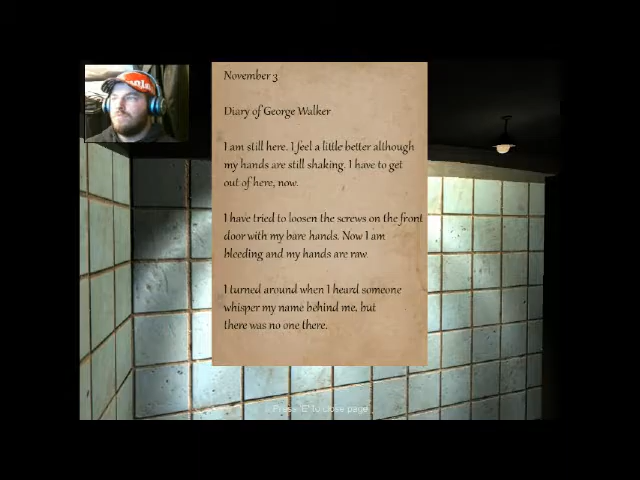 November 3
Diary of George Walker
I am still here. I feel a little better although
my hands are still shaking. I have to get
out of here, now.
I have tried to loosen the screws on the front
door with my bare hands. Now I am
bleeding and my hands are raw.
I turned around when I heard someone
whisper my name behind me, but
there was no one there.
Press 'E' To close page